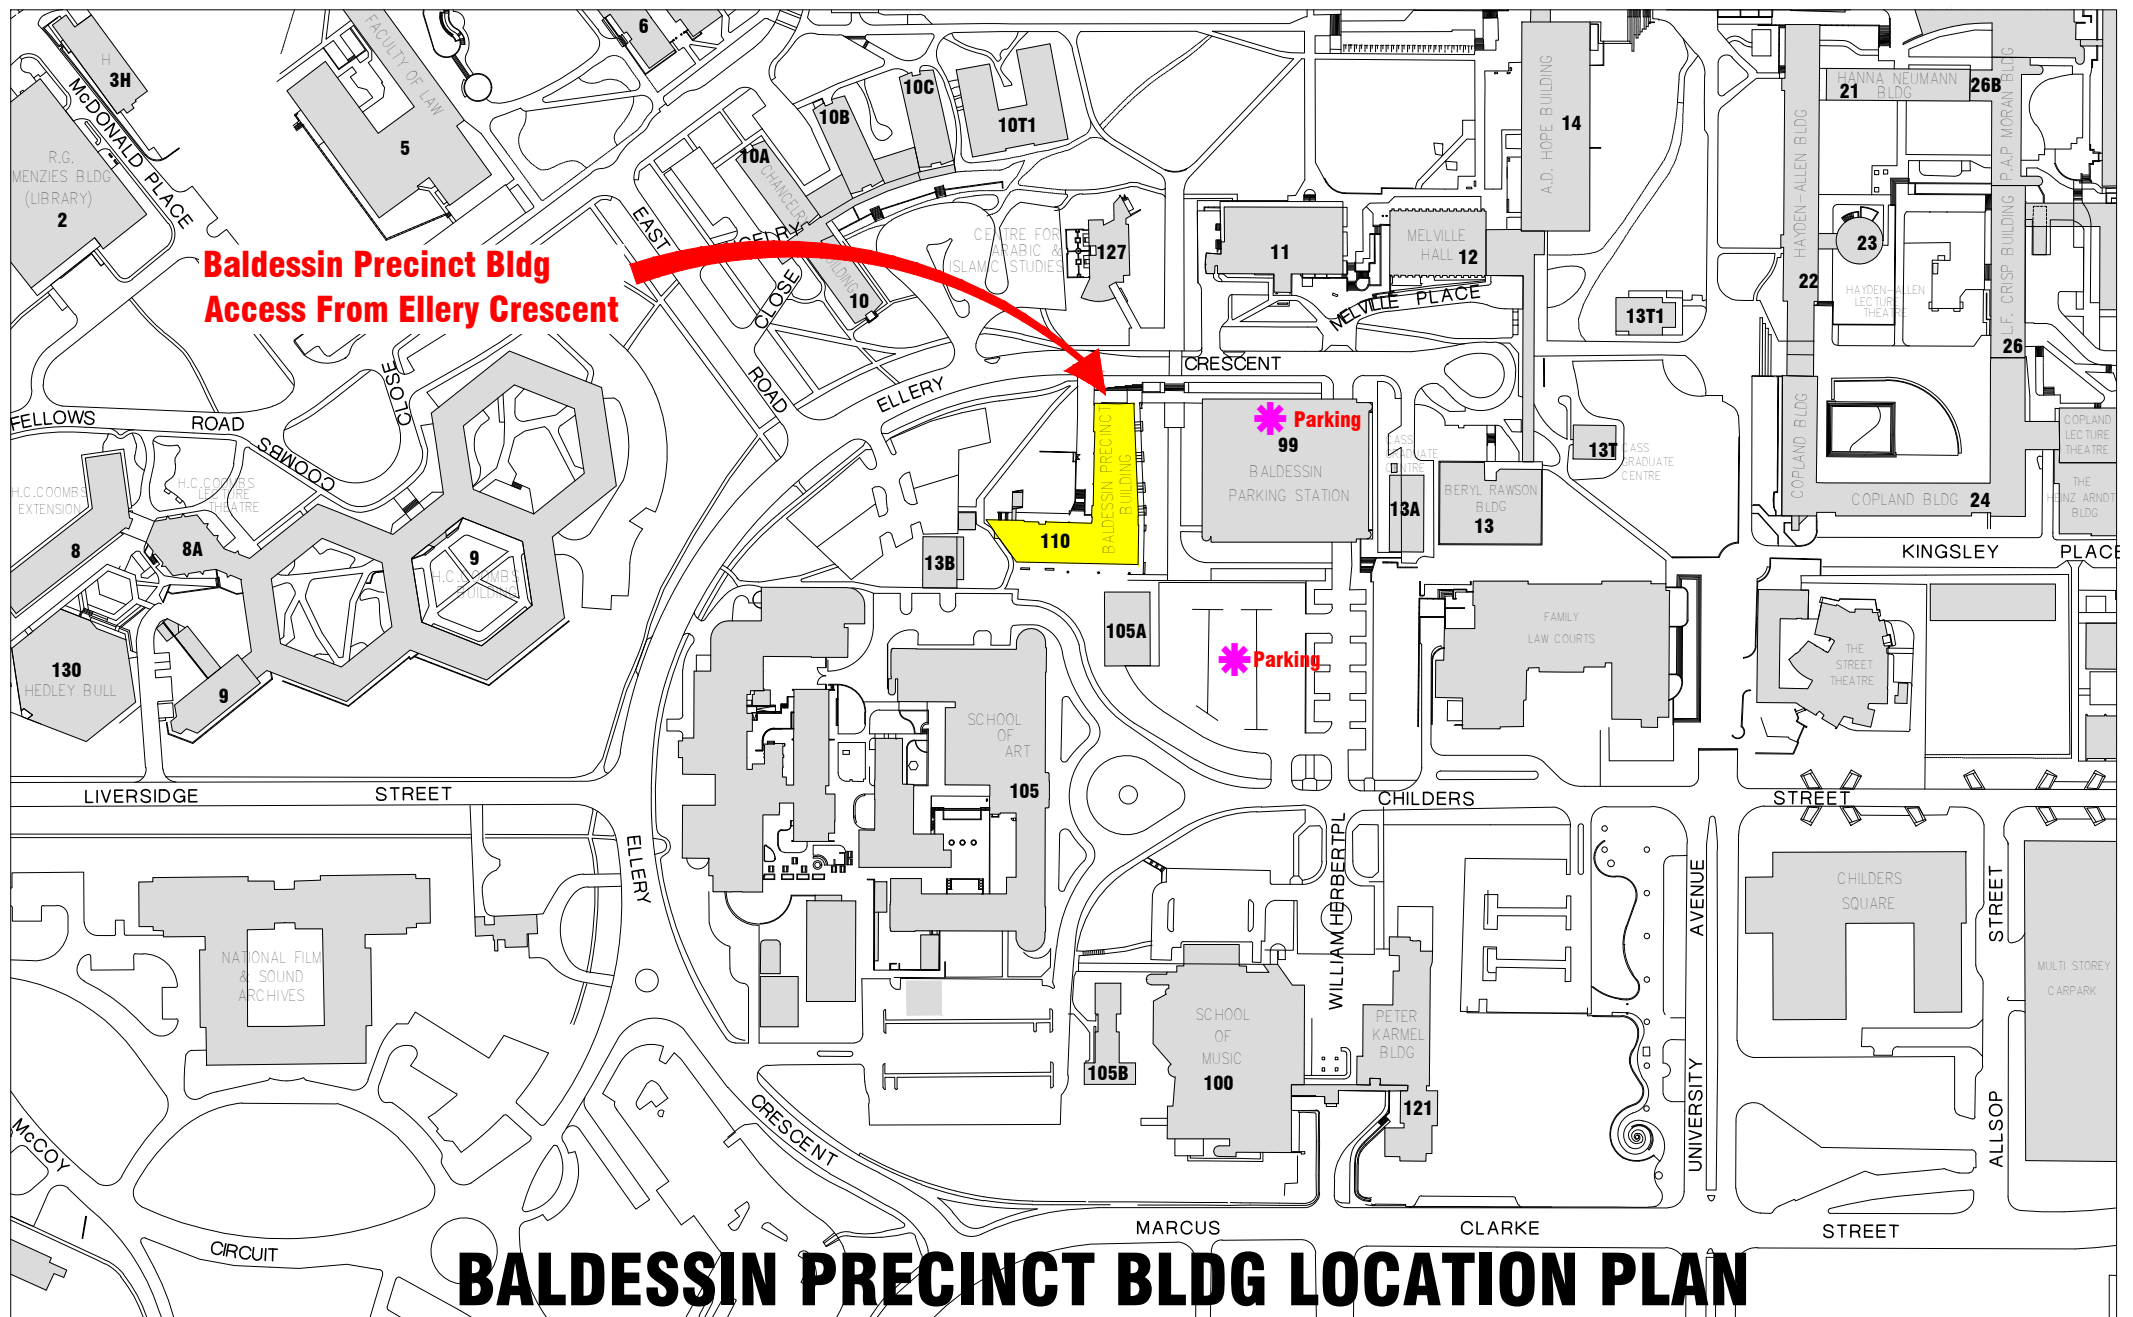 6
H
3H
FACULTY OF LAW
5
McDONALD PLACE
R.G.
MENZIES BLDG
(LIBRARY)
2
10C
10B
10T1
10A
CHANCELRY
BUILDING
10
14
A.D. HOPE BUILDING
HAYDEN-ALLEN BLDG
HANNA NEUMANN
BLDG
21
26B
P.A.P MORAN BLDG
EAST
ROAD
CLOSE
CENTRE FOR
ARABIC &
ISLAMIC STUDIES
127
11
MELVILLE
HALL
12
MELVILLE PLACE
13T1
22
23
HAYDEN-ALLEN
LECTURE
THEATRE
L.F. CRISP BUILDING
26
Baldessin Precinct Bldg
Access From Ellery Crescent
ELLERY
CRESCENT
FELLOWS
ROAD
COOMBS
CLOSE
BALDESSIN PRECINCT
BUILDING
110
Parking
99
BALDESSIN
PARKING STATION
CASS
GRADUATE
CENTRE
13A
BERYL RAWSON
BLDG
13
13T
CASS
GRADUATE
CENTRE
COPLAND BLDG
COPLAND BLDG
24
COPLAND
LECTURE
THEATRE
THE
HEINZ ARNDT
BLDG
KINGSLEY
PLACE
H.C.COOMBS
EXTENSION
8
H.C.COOMBS
LECTURE
THEATRE
8A
9
H.C.COOMBS
BUILDING
13B
130
HEDLEY BULL
9
105A
Parking
FAMILY
LAW COURTS
THE
STREET
THEATRE
SCHOOL
OF
ART
105
LIVERSIDGE
STREET
CHILDERS
STREET
ELLERY
CRESCENT
WILLIAM HERBERT PL
UNIVERSITY
AVENUE
CHILDERS
SQUARE
ALLSOP
STREET
MULTI STOREY
CARPARK
NATIONAL FILM
& SOUND
ARCHIVES
SCHOOL
OF
MUSIC
100
105B
PETER
KARMEL
BLDG
121
McCOY
CIRCUIT
MARCUS
CLARKE
STREET
BALDESSIN PRECINCT BLDG LOCATION PLAN